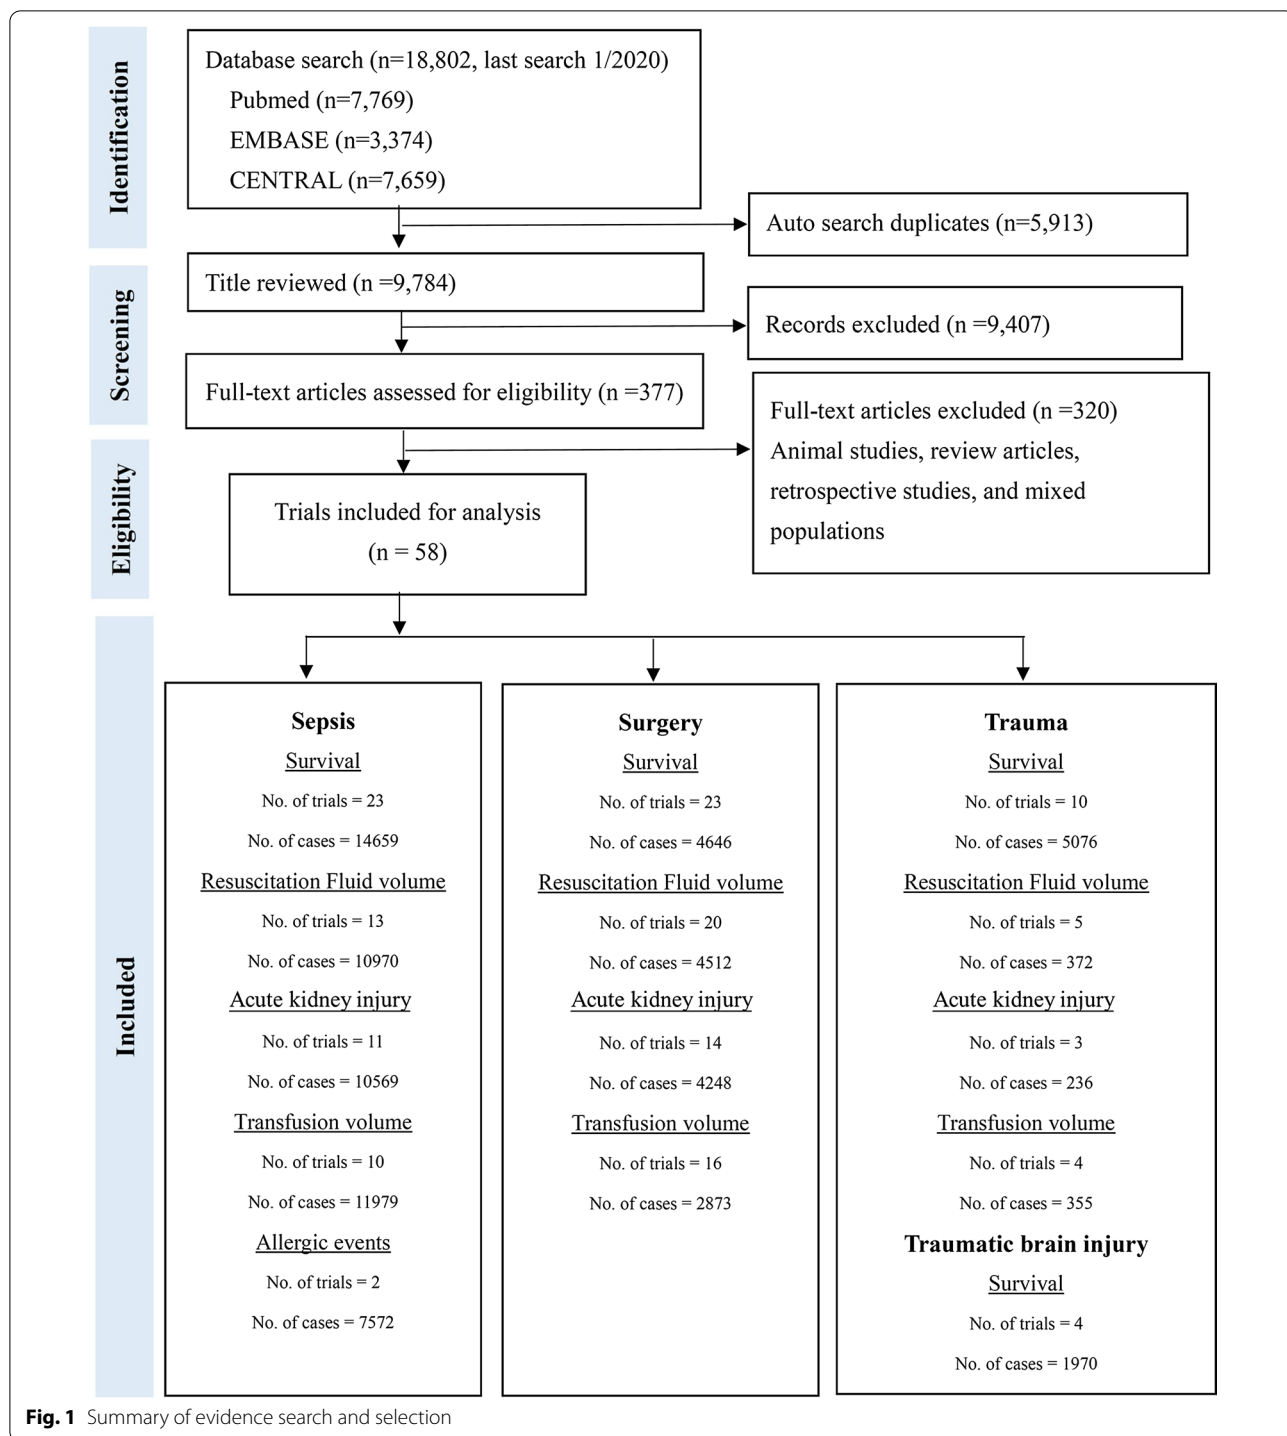 Identification
Database search (n=18,802, last search 1/2020)
Pubmed (n=7,769)
EMBASE (n=3,374)
CENTRAL (n=7,659)
Auto search duplicates (n=5,913)
Screening
Title reviewed (n =9,784)
Records excluded (n =9,407)
Full-text articles assessed for eligibility (n =377)
Full-text articles excluded (n =320)
Animal studies, review articles,
retrospective studies, and mixed
populations
Eligibility
Trials included for analysis
(n = 58)
Included
Sepsis
Survival
No. of trials = 23
No. of cases = 14659
Resuscitation Fluid volume
No. of trials = 13
No. of cases = 10970
Acute kidney injury
No. of trials = 11
No. of cases = 10569
Transfusion volume
No. of trials = 10
No. of cases = 11979
Allergic events
No. of trials = 2
No. of cases = 7572
Surgery
Survival
No. of trials = 23
No. of cases = 4646
Resuscitation Fluid volume
No. of trials = 20
No. of cases = 4512
Acute kidney injury
No. of trials = 14
No. of cases = 4248
Transfusion volume
No. of trials = 16
No. of cases = 2873
Trauma
Survival
No. of trials = 10
No. of cases = 5076
Resuscitation Fluid volume
No. of trials = 5
No. of cases = 372
Acute kidney injury
No. of trials = 3
No. of cases = 236
Transfusion volume
No. of trials = 4
No. of cases = 355
Traumatic brain injury
Survival
No. of trials = 4
No. of cases = 1970
Fig. 1 Summary of evidence search and selection